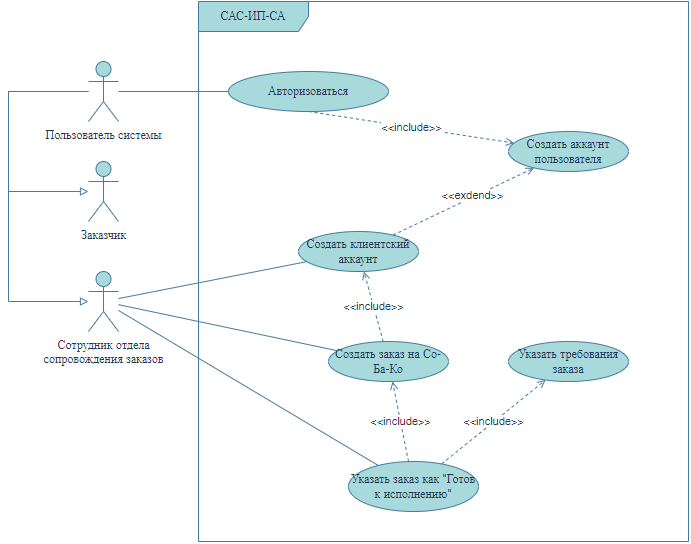 САС-ИП-СА
Авторизоваться
Пользователь системы
<<include>>
Создать аккаунт
пользователя
<<exdend>>
Заказчик
Создать клиентский
аккаунт
<<include>>
Сотрудник отдела
сопровождения заказов
Создать заказ на Со-
Ба-Ко
Указать требования
заказа
<<include>>
<<include>>
Указать заказ как "Готов
к исполнению"